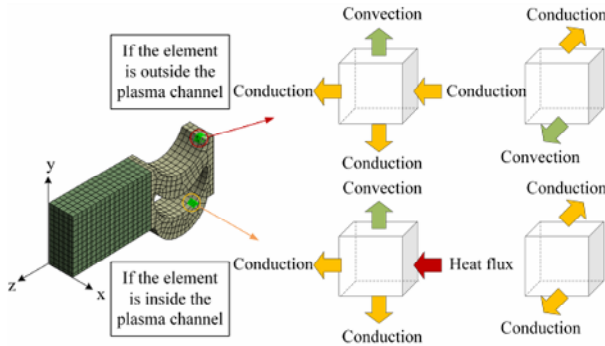 If the element
is outside the
plasma channel
Convection
Conduction
Conduction
Conduction
Conduction
Convection
y
z
x
If the element
is inside the
plasma channel
Convection
Conduction
Heat flux
Conduction
Conduction
Conduction